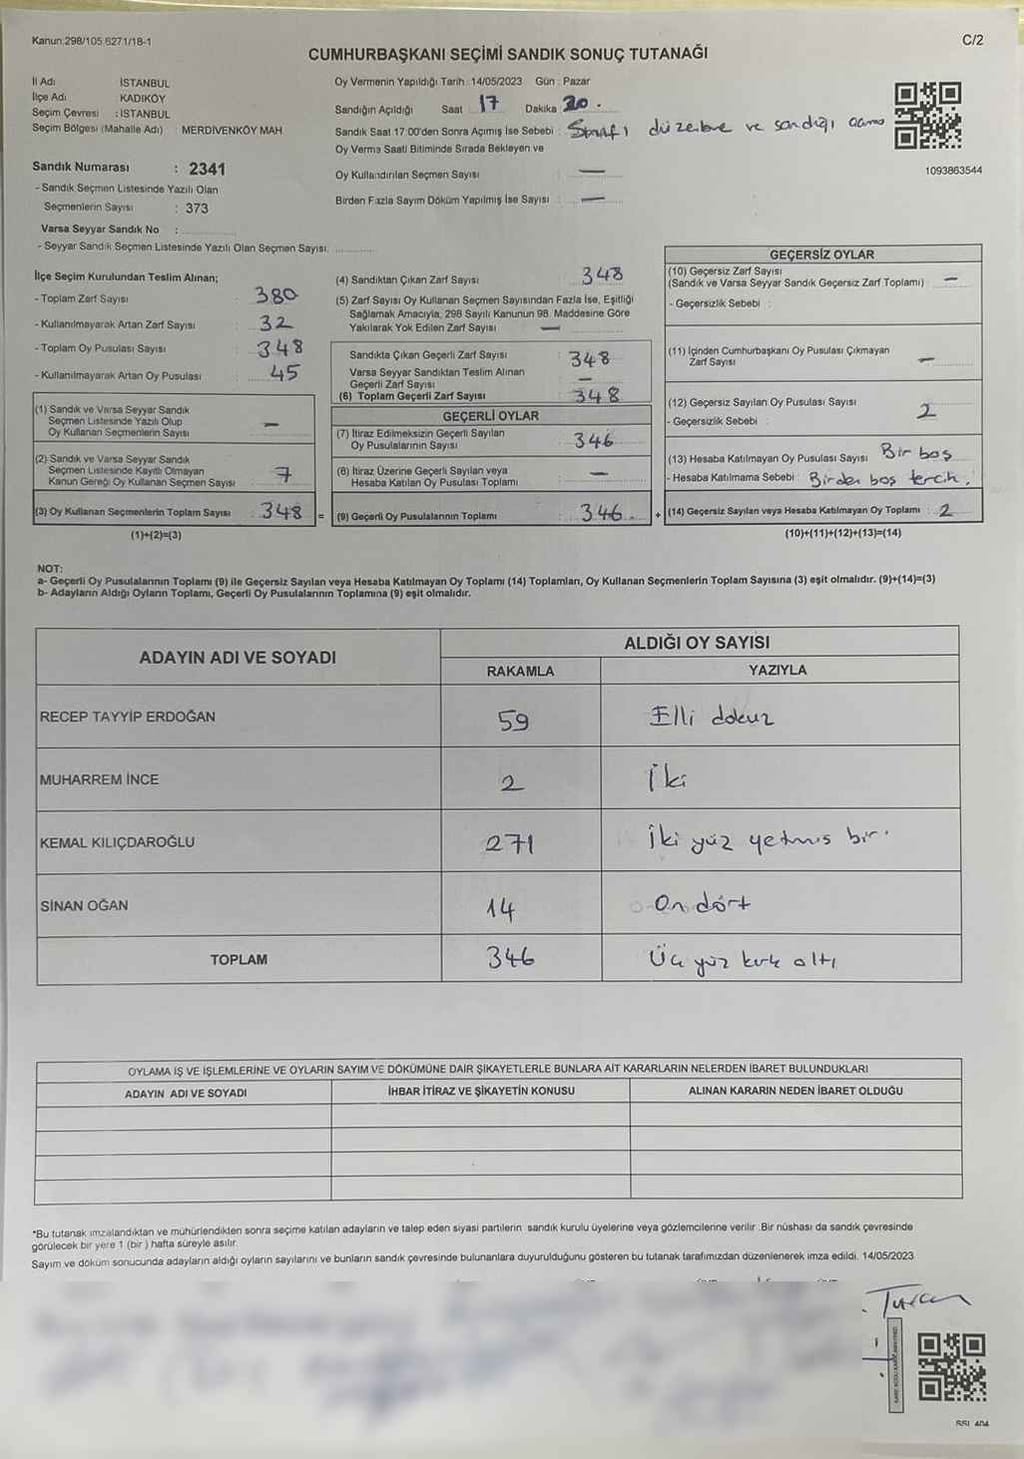 Kanun:298/105,6271/18-1
C/2
CUMHURBAŞKANI SEÇİMİ SANDIK SONUÇ TUTANAĞI
İl Adı İSTANBUL
İlçe Adı KADIKÖY
Seçim Çevresi : İSTANBUL
Seçim Bölgesi (Mahalle Adı) : MERDİVENKÖY MAH
Sandık Numarası : 2341
- Sandık Seçmen Listesinde Yazılı Olan
Seçmenlerin Sayısı : 373
Varsa Seyyar Sandık No :
- Seyyar Sandık Seçmen Listesinde Yazılı Olan Seçmen Sayısı:
Oy Vermenin Yapıldığı Tarih : 14/05/2023 Gün : Pazar
Sandığın Açıldığı Saat 17 Dakika 20.
Sandık Saat 17:00'den Sonra Açımış İse Sebebi : Sınıfı düzenleme ve sandığı açma
Oy Verme Saati Bitiminde Sırada Bekleyen ve
Oy Kullandırılan Seçmen Sayısı : —
Birden Fazla Sayım Döküm Yapılmış İse Sayısı : —
1093863544
İlçe Seçim Kurulundan Teslim Alınan;
- Toplam Zarf Sayısı : 380
- Kullanılmayarak Artan Zarf Sayısı : 32
- Toplam Oy Pusulası Sayısı : 348
- Kullanılmayarak Artan Oy Pusulası : 45
(1) Sandık ve Varsa Seyyar Sandık
Seçmen Listesinde Yazılı Olup
Oy Kullanan Seçmenlerin Sayısı —
(2) Sandık ve Varsa Seyyar Sandık
Seçmen Listesinde Kayıtlı Olmayan
Kanun Gereği Oy Kullanan Seçmen Sayısı 7
(3) Oy Kullanan Seçmenlerin Toplam Sayısı : 348 =
(1)+(2)=(3)
(4) Sandıktan Çıkan Zarf Sayısı : 348
(5) Zarf Sayısı Oy Kullanan Seçmen Sayısından Fazla İse, Eşitliği
Sağlamak Amacıyla, 298 Sayılı Kanunun 98. Maddesine Göre
Yakılarak Yok Edilen Zarf Sayısı —
Sandıkta Çıkan Geçerli Zarf Sayısı : 348
Varsa Seyyar Sandıktan Teslim Alınan
Geçerli Zarf Sayısı —
(6) Toplam Geçerli Zarf Sayısı : 348
GEÇERLİ OYLAR
(7) İtiraz Edilmeksizin Geçerli Sayılan
Oy Pusulalarının Sayısı 346
(8) İtiraz Üzerine Geçerli Sayılan veya
Hesaba Katılan Oy Pusulası Toplamı —
(9) Geçerli Oy Pusulalarının Toplamı : 346. +
GEÇERSİZ OYLAR
(10) Geçersiz Zarf Sayısı
(Sandık ve Varsa Seyyar Sandık Geçersiz Zarf Toplamı) —
- Geçersizlik Sebebi :
(11) İçinden Cumhurbaşkanı Oy Pusulası Çıkmayan
Zarf Sayısı —
(12) Geçersiz Sayılan Oy Pusulası Sayısı 2
- Geçersizlik Sebebi :
(13) Hesaba Katılmayan Oy Pusulası Sayısı : Bir boş
- Hesaba Katılmama Sebebi : Birden boş tercih.
(14) Geçersiz Sayılan veya Hesaba Katılmayan Oy Toplamı : 2
(10)+(11)+(12)+(13)=(14)
NOT:
a- Geçerli Oy Pusulalarının Toplamı (9) ile Geçersiz Sayılan veya Hesaba Katılmayan Oy Toplamı (14) Toplamları, Oy Kullanan Seçmenlerin Toplam Sayısına (3) eşit olmalıdır. (9)+(14)=(3)
b- Adayların Aldığı Oyların Toplamı, Geçerli Oy Pusulalarının Toplamına (9) eşit olmalıdır.
ADAYIN ADI VE SOYADI
ALDIĞI OY SAYISI
RAKAMLA YAZIYLA
RECEP TAYYİP ERDOĞAN 59 Elli dokuz
MUHARREM İNCE 2 İki
KEMAL KILIÇDAROĞLU 271 İki yüz yetmiş bir.
SİNAN OĞAN 14 On dört
TOPLAM 346 Üç yüz kırk altı
OYLAMA İŞ VE İŞLEMLERİNE VE OYLARIN SAYIM VE DÖKÜMÜNE DAİR ŞİKAYETLERLE BUNLARA AİT KARARLARIN NELERDEN İBARET BULUNDUKLARI
ADAYIN ADI VE SOYADI İHBAR İTİRAZ VE ŞİKAYETİN KONUSU ALINAN KARARIN NEDEN İBARET OLDUĞU
*Bu tutanak imzalandıktan ve mühürlendikten sonra seçime katılan adayların ve talep eden siyasi partilerin sandık kurulu üyelerine veya gözlemcilerine verilir. Bir nüshası da sandık çevresinde
görülecek bir yere 1 (bir ) hafta süreyle asılır.
Sayım ve döküm sonucunda adayların aldığı oyların sayılarını ve bunların sandık çevresinde bulunanlara duyurulduğunu gösteren bu tutanak tarafımızdan düzenlenerek imza edildi. 14/05/2023